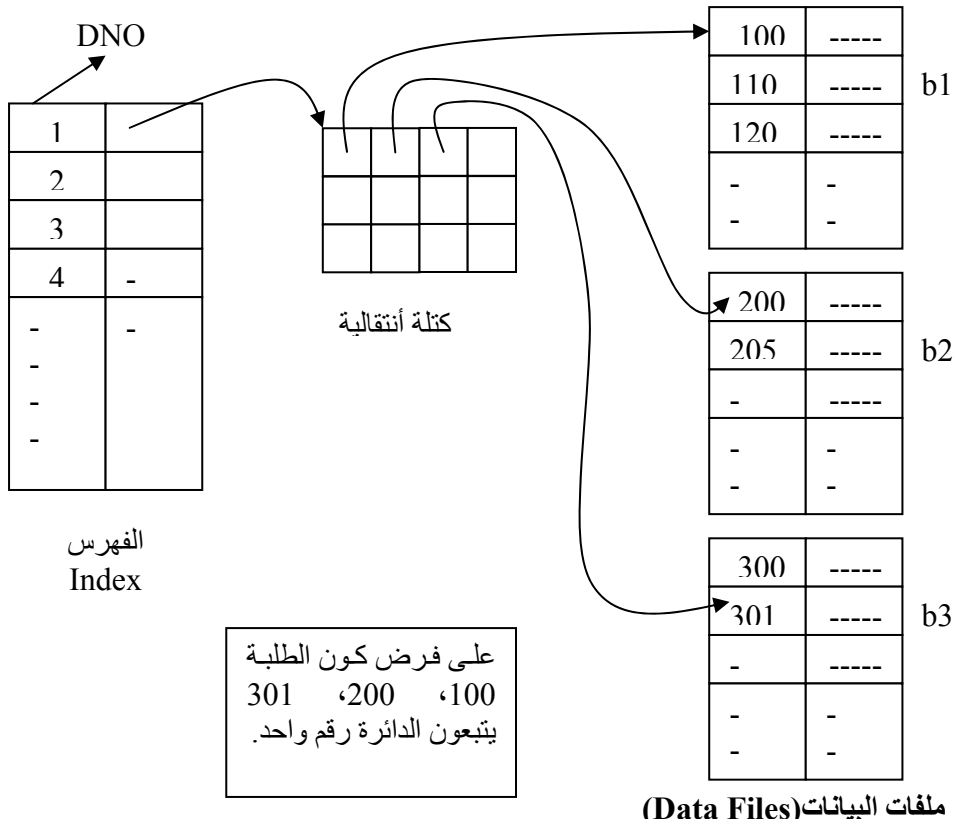 DNO
1
2
3
4 -
- -
-
-
-
الفهرس
Index
كتلة أنتقالية
100 -----
110 -----
120 -----
- -
- -
b1
200 -----
205 -----
- -----
- -
- -
b2
300 -----
301 -----
- -----
- -
- -
b3
على فرض كون الطلبة
100، 200، 301
يتبعون الدائرة رقم واحد.
ملفات البيانات(Data Files)